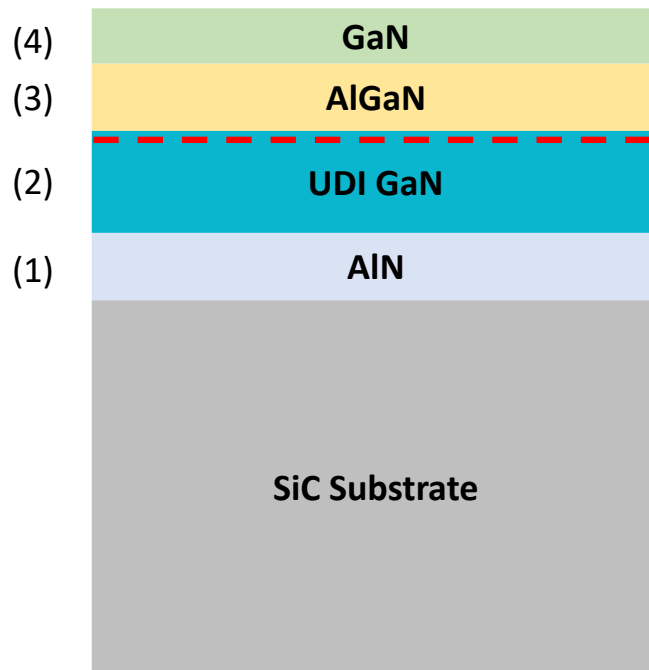 (4) GaN
(3) AlGaN
(2) UDI GaN
(1) AlN
SiC Substrate